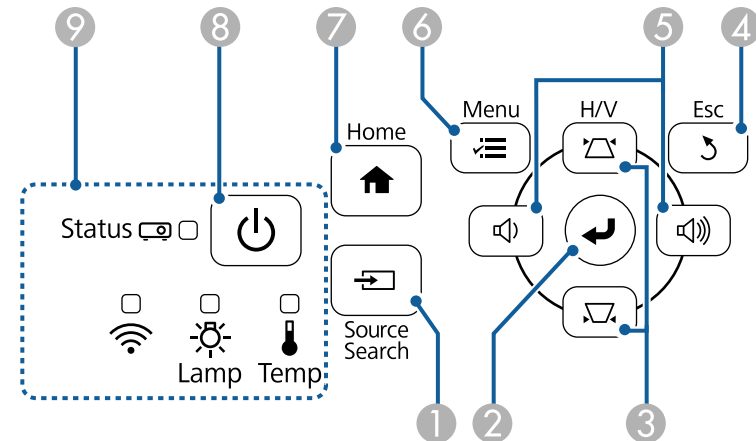 9 8 7 6 5 4
Menu H/V Esc
Home
Status
Source
Search
Lamp Temp
1 2 3